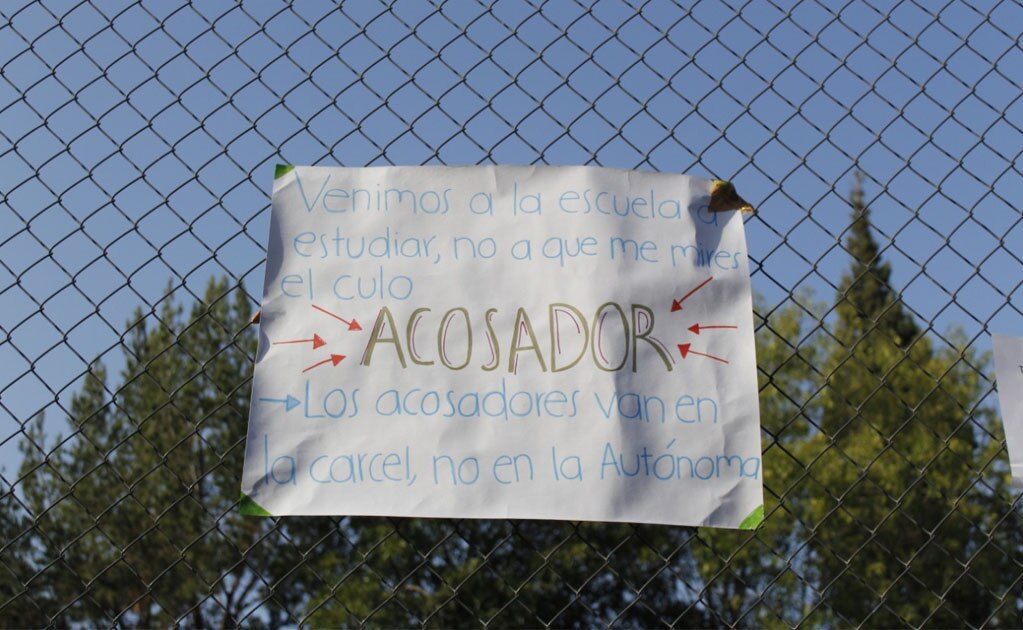 Venimos a la escuela a
estudiar, no a que me mires
el culo
ACOSADOR
Los acosadores van en
la carcel, no en la Autónoma